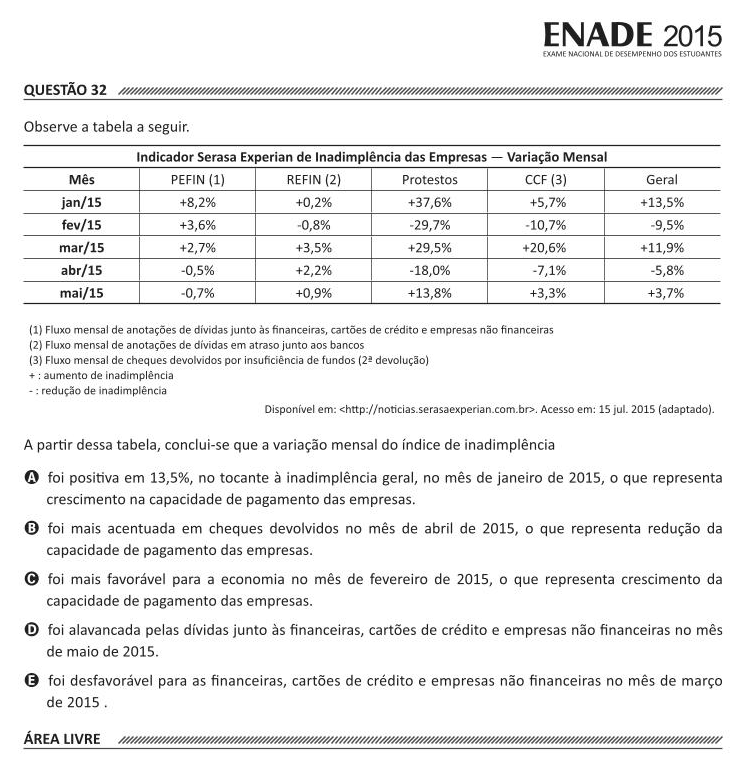 ENADE 2015
EXAME NACIONAL DE DESEMPENHO DOS ESTUDANTES
QUESTÃO 32
Observe a tabela a seguir.
Indicador Serasa Experian de Inadimplência das Empresas — Variação Mensal
Mês PEFIN (1) REFIN (2) Protestos CCF (3) Geral
jan/15 +8,2% +0,2% +37,6% +5,7% +13,5%
fev/15 +3,6% -0,8% -29,7% -10,7% -9,5%
mar/15 +2,7% +3,5% +29,5% +20,6% +11,9%
abr/15 -0,5% +2,2% -18,0% -7,1% -5,8%
mai/15 -0,7% +0,9% +13,8% +3,3% +3,7%
(1) Fluxo mensal de anotações de dívidas junto às financeiras, cartões de crédito e empresas não financeiras
(2) Fluxo mensal de anotações de dívidas em atraso junto aos bancos
(3) Fluxo mensal de cheques devolvidos por insuficiência de fundos (2ª devolução)
+ : aumento de inadimplência
- : redução de inadimplência
Disponível em: <http://noticias.serasaexperian.com.br>. Acesso em: 15 jul. 2015 (adaptado).
A partir dessa tabela, conclui-se que a variação mensal do índice de inadimplência
A foi positiva em 13,5%, no tocante à inadimplência geral, no mês de janeiro de 2015, o que representa
crescimento na capacidade de pagamento das empresas.
B foi mais acentuada em cheques devolvidos no mês de abril de 2015, o que representa redução da
capacidade de pagamento das empresas.
C foi mais favorável para a economia no mês de fevereiro de 2015, o que representa crescimento da
capacidade de pagamento das empresas.
D foi alavancada pelas dívidas junto às financeiras, cartões de crédito e empresas não financeiras no mês
de maio de 2015.
E foi desfavorável para as financeiras, cartões de crédito e empresas não financeiras no mês de março
de 2015 .
ÁREA LIVRE